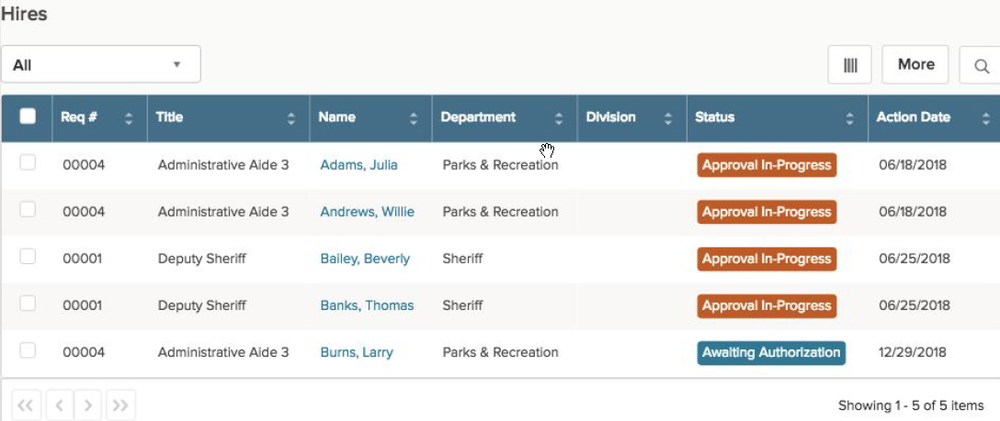 Hires
All More
Req # Title Name Department Division Status Action Date
00004 Administrative Aide 3 Adams, Julia Parks & Recreation Approval In-Progress 06/18/2018
00004 Administrative Aide 3 Andrews, Willie Parks & Recreation Approval In-Progress 06/18/2018
00001 Deputy Sheriff Bailey, Beverly Sheriff Approval In-Progress 06/25/2018
00001 Deputy Sheriff Banks, Thomas Sheriff Approval In-Progress 06/25/2018
00004 Administrative Aide 3 Burns, Larry Parks & Recreation Awaiting Authorization 12/29/2018
Showing 1 - 5 of 5 items